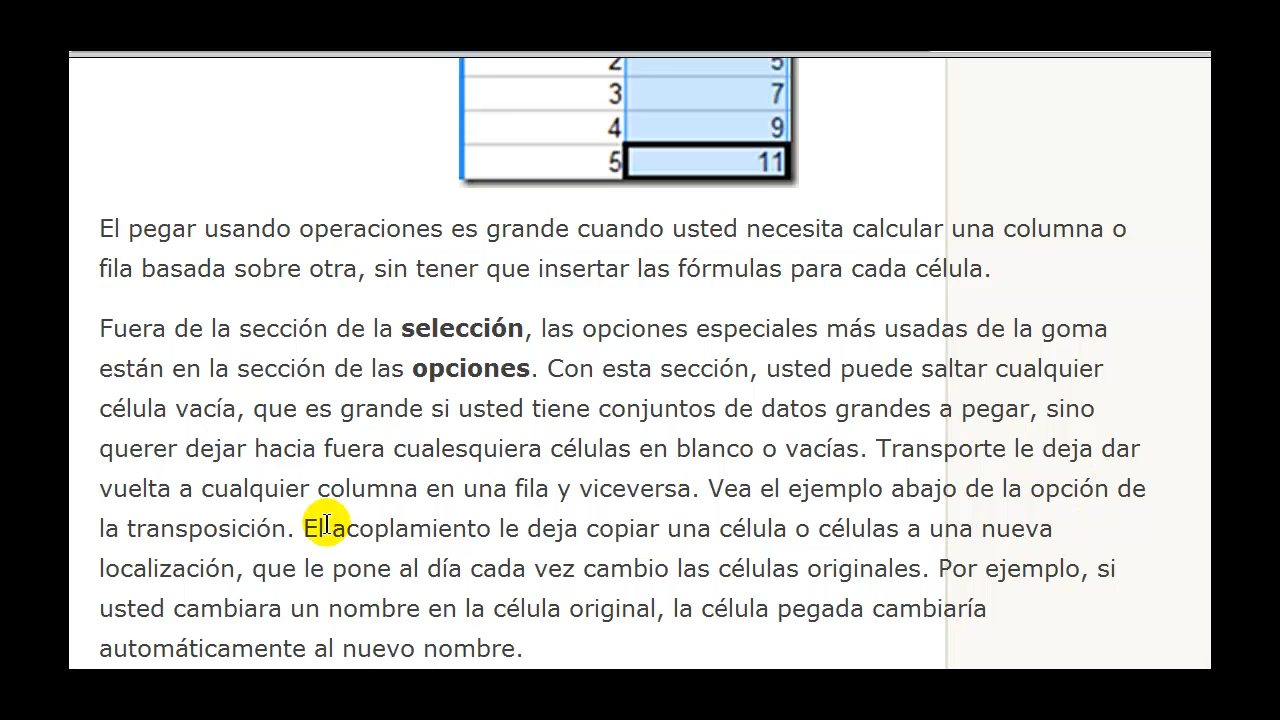 2 5
3 7
4 9
5 11
El pegar usando operaciones es grande cuando usted necesita calcular una columna o
fila basada sobre otra, sin tener que insertar las fórmulas para cada célula.
Fuera de la sección de la selección, las opciones especiales más usadas de la goma
están en la sección de las opciones. Con esta sección, usted puede saltar cualquier
célula vacía, que es grande si usted tiene conjuntos de datos grandes a pegar, sino
querer dejar hacia fuera cualesquiera células en blanco o vacías. Transporte le deja dar
vuelta a cualquier columna en una fila y viceversa. Vea el ejemplo abajo de la opción de
la transposición. El acoplamiento le deja copiar una célula o células a una nueva
localización, que le pone al día cada vez cambio las células originales. Por ejemplo, si
usted cambiara un nombre en la célula original, la célula pegada cambiaría
automáticamente al nuevo nombre.